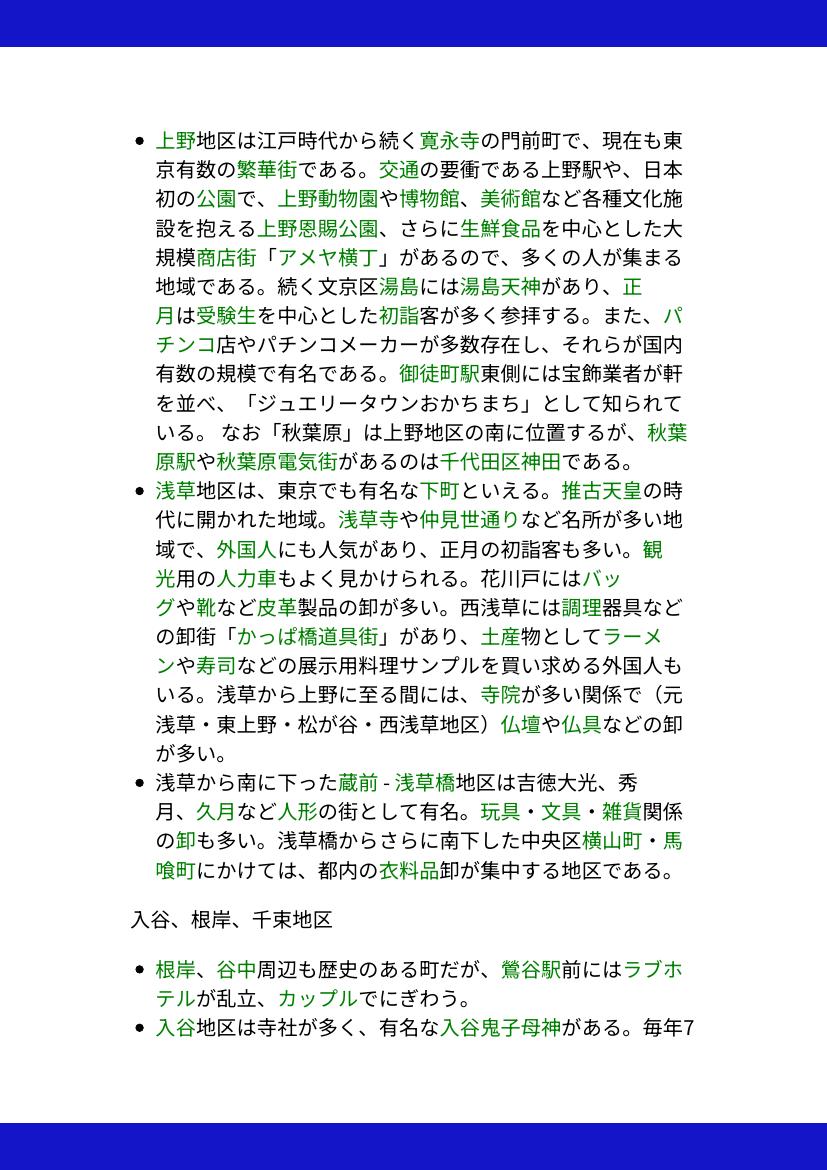 上野地区は江戸時代から続く寛永寺の門前町で、現在も東
京有数の繁華街である。交通の要衝である上野駅や、日本
初の公園で、上野動物園や博物館、美術館など各種文化施
設を抱える上野恩賜公園、さらに生鮮食品を中心とした大
規模商店街「アメヤ横丁」があるので、多くの人が集まる
地域である。続く文京区湯島には湯島天神があり、正
月は受験生を中心とした初詣客が多く参拝する。また、パ
チンコ店やパチンコメーカーが多数存在し、それらが国内
有数の規模で有名である。御徒町駅東側には宝飾業者が軒
を並べ、「ジュエリータウンおかちまち」として知られて
いる。 なお「秋葉原」は上野地区の南に位置するが、秋葉
原駅や秋葉原電気街があるのは千代田区神田である。
浅草地区は、東京でも有名な下町といえる。推古天皇の時
代に開かれた地域。浅草寺や仲見世通りなど名所が多い地
域で、外国人にも人気があり、正月の初詣客も多い。観
光用の人力車もよく見かけられる。花川戸にはバッ
グや靴など皮革製品の卸が多い。西浅草には調理器具など
の卸街「かっぱ橋道具街」があり、土産物としてラーメ
ンや寿司などの展示用料理サンプルを買い求める外国人も
いる。浅草から上野に至る間には、寺院が多い関係で（元
浅草・東上野・松が谷・西浅草地区）仏壇や仏具などの卸
が多い。
浅草から南に下った蔵前 - 浅草橋地区は吉徳大光、秀
月、久月など人形の街として有名。玩具・文具・雑貨関係
の卸も多い。浅草橋からさらに南下した中央区横山町・馬
喰町にかけては、都内の衣料品卸が集中する地区である。
入谷、根岸、千束地区
根岸、谷中周辺も歴史のある町だが、鶯谷駅前にはラブホ
テルが乱立、カップルでにぎわう。
入谷地区は寺社が多く、有名な入谷鬼子母神がある。毎年7